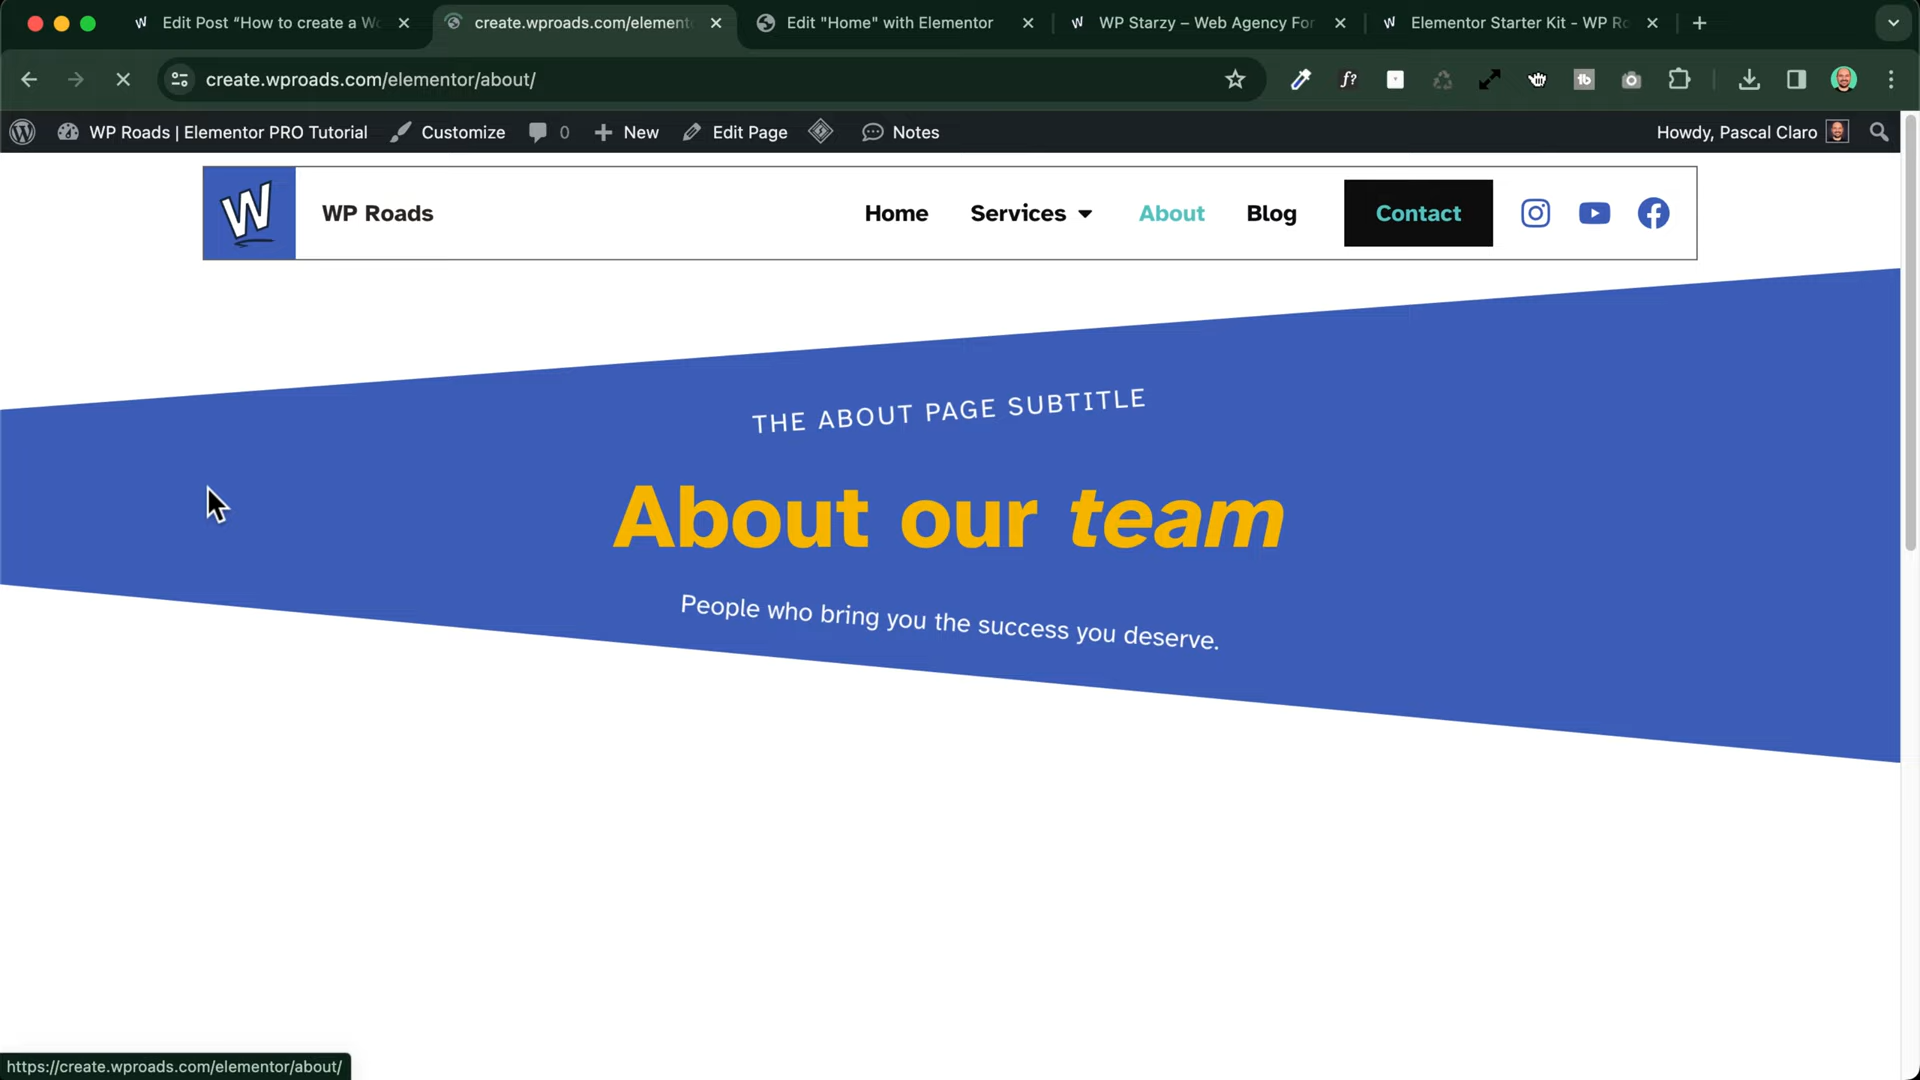 Edit Post “How to create a Wo
create.wproads.com/element
Edit "Home" with Elementor
WP Starzy – Web Agency For
Elementor Starter Kit - WP Ro
create.wproads.com/elementor/about/
f?
tb
WP Roads | Elementor PRO Tutorial
Customize
0
New
Edit Page
Notes
Howdy, Pascal Claro
W
WP Roads
Home
Services
About
Blog
Contact
THE ABOUT PAGE SUBTITLE
About our team
People who bring you the success you deserve.
https://create.wproads.com/elementor/about/